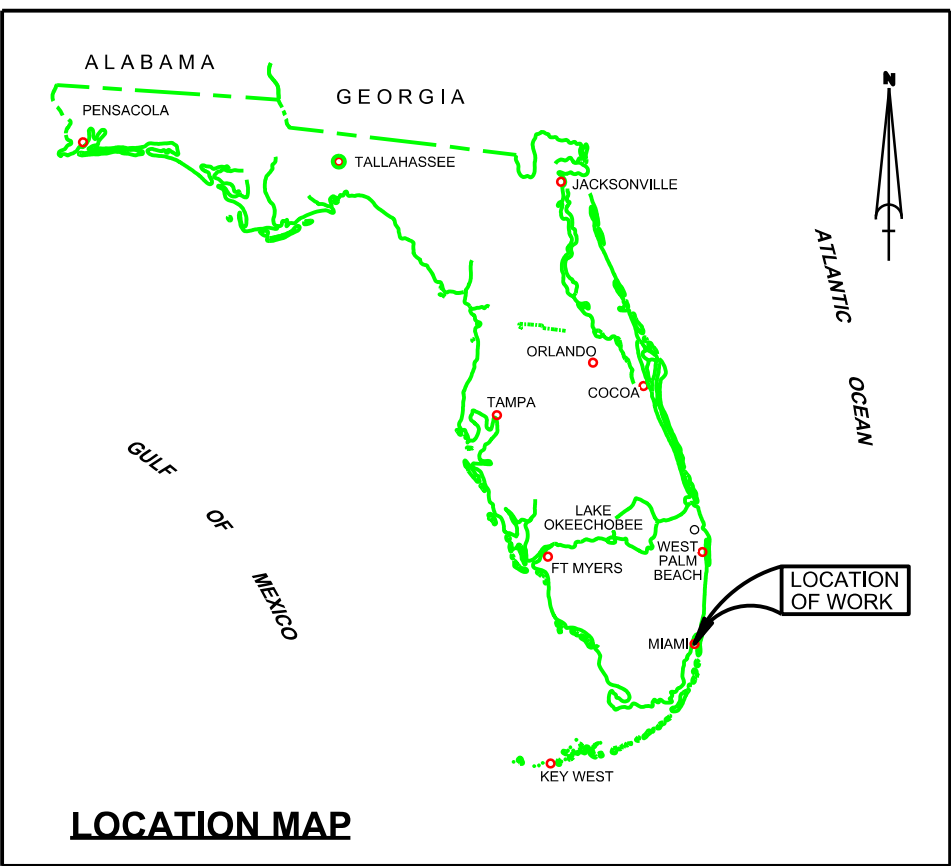 ALABAMA
GEORGIA
N
PENSACOLA
TALLAHASSEE
JACKSONVILLE
ATLANTIC
OCEAN
ORLANDO
COCOA
TAMPA
GULF
OF
MEXICO
LAKE
OKEECHOBEE
FT MYERS
WEST
PALM
BEACH
LOCATION
OF WORK
MIAMI
KEY WEST
LOCATION MAP